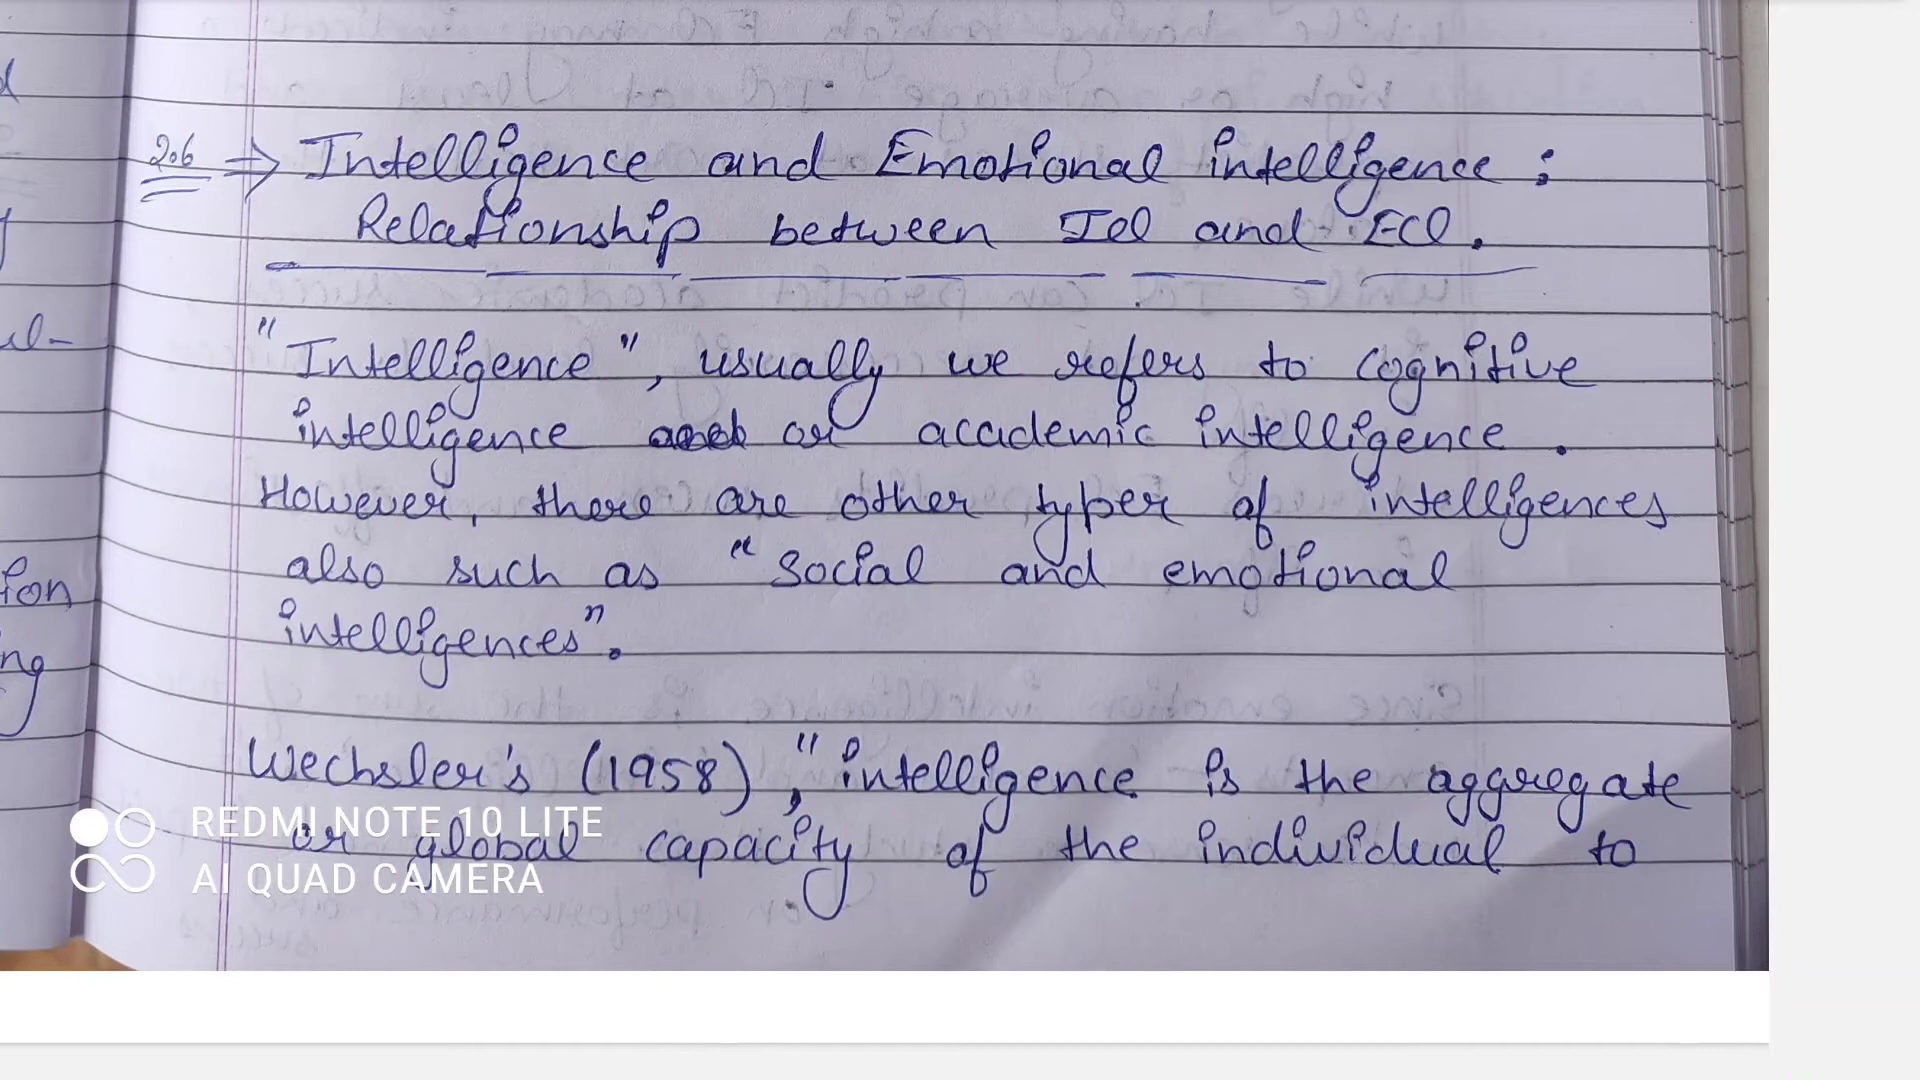 2.6 ⇒ Intelligence and Emotional intelligence :
Relationship between IQ and EQ.
"Intelligence", usually we refers to cognitive
intelligence or academic intelligence .
However, there are other types of intelligences
also such as "social and emotional
intelligences".
Wechsler's (1958), "intelligence is the aggregate
or global capacity of the individual to
REDMI NOTE 10 LITE
AI QUAD CAMERA